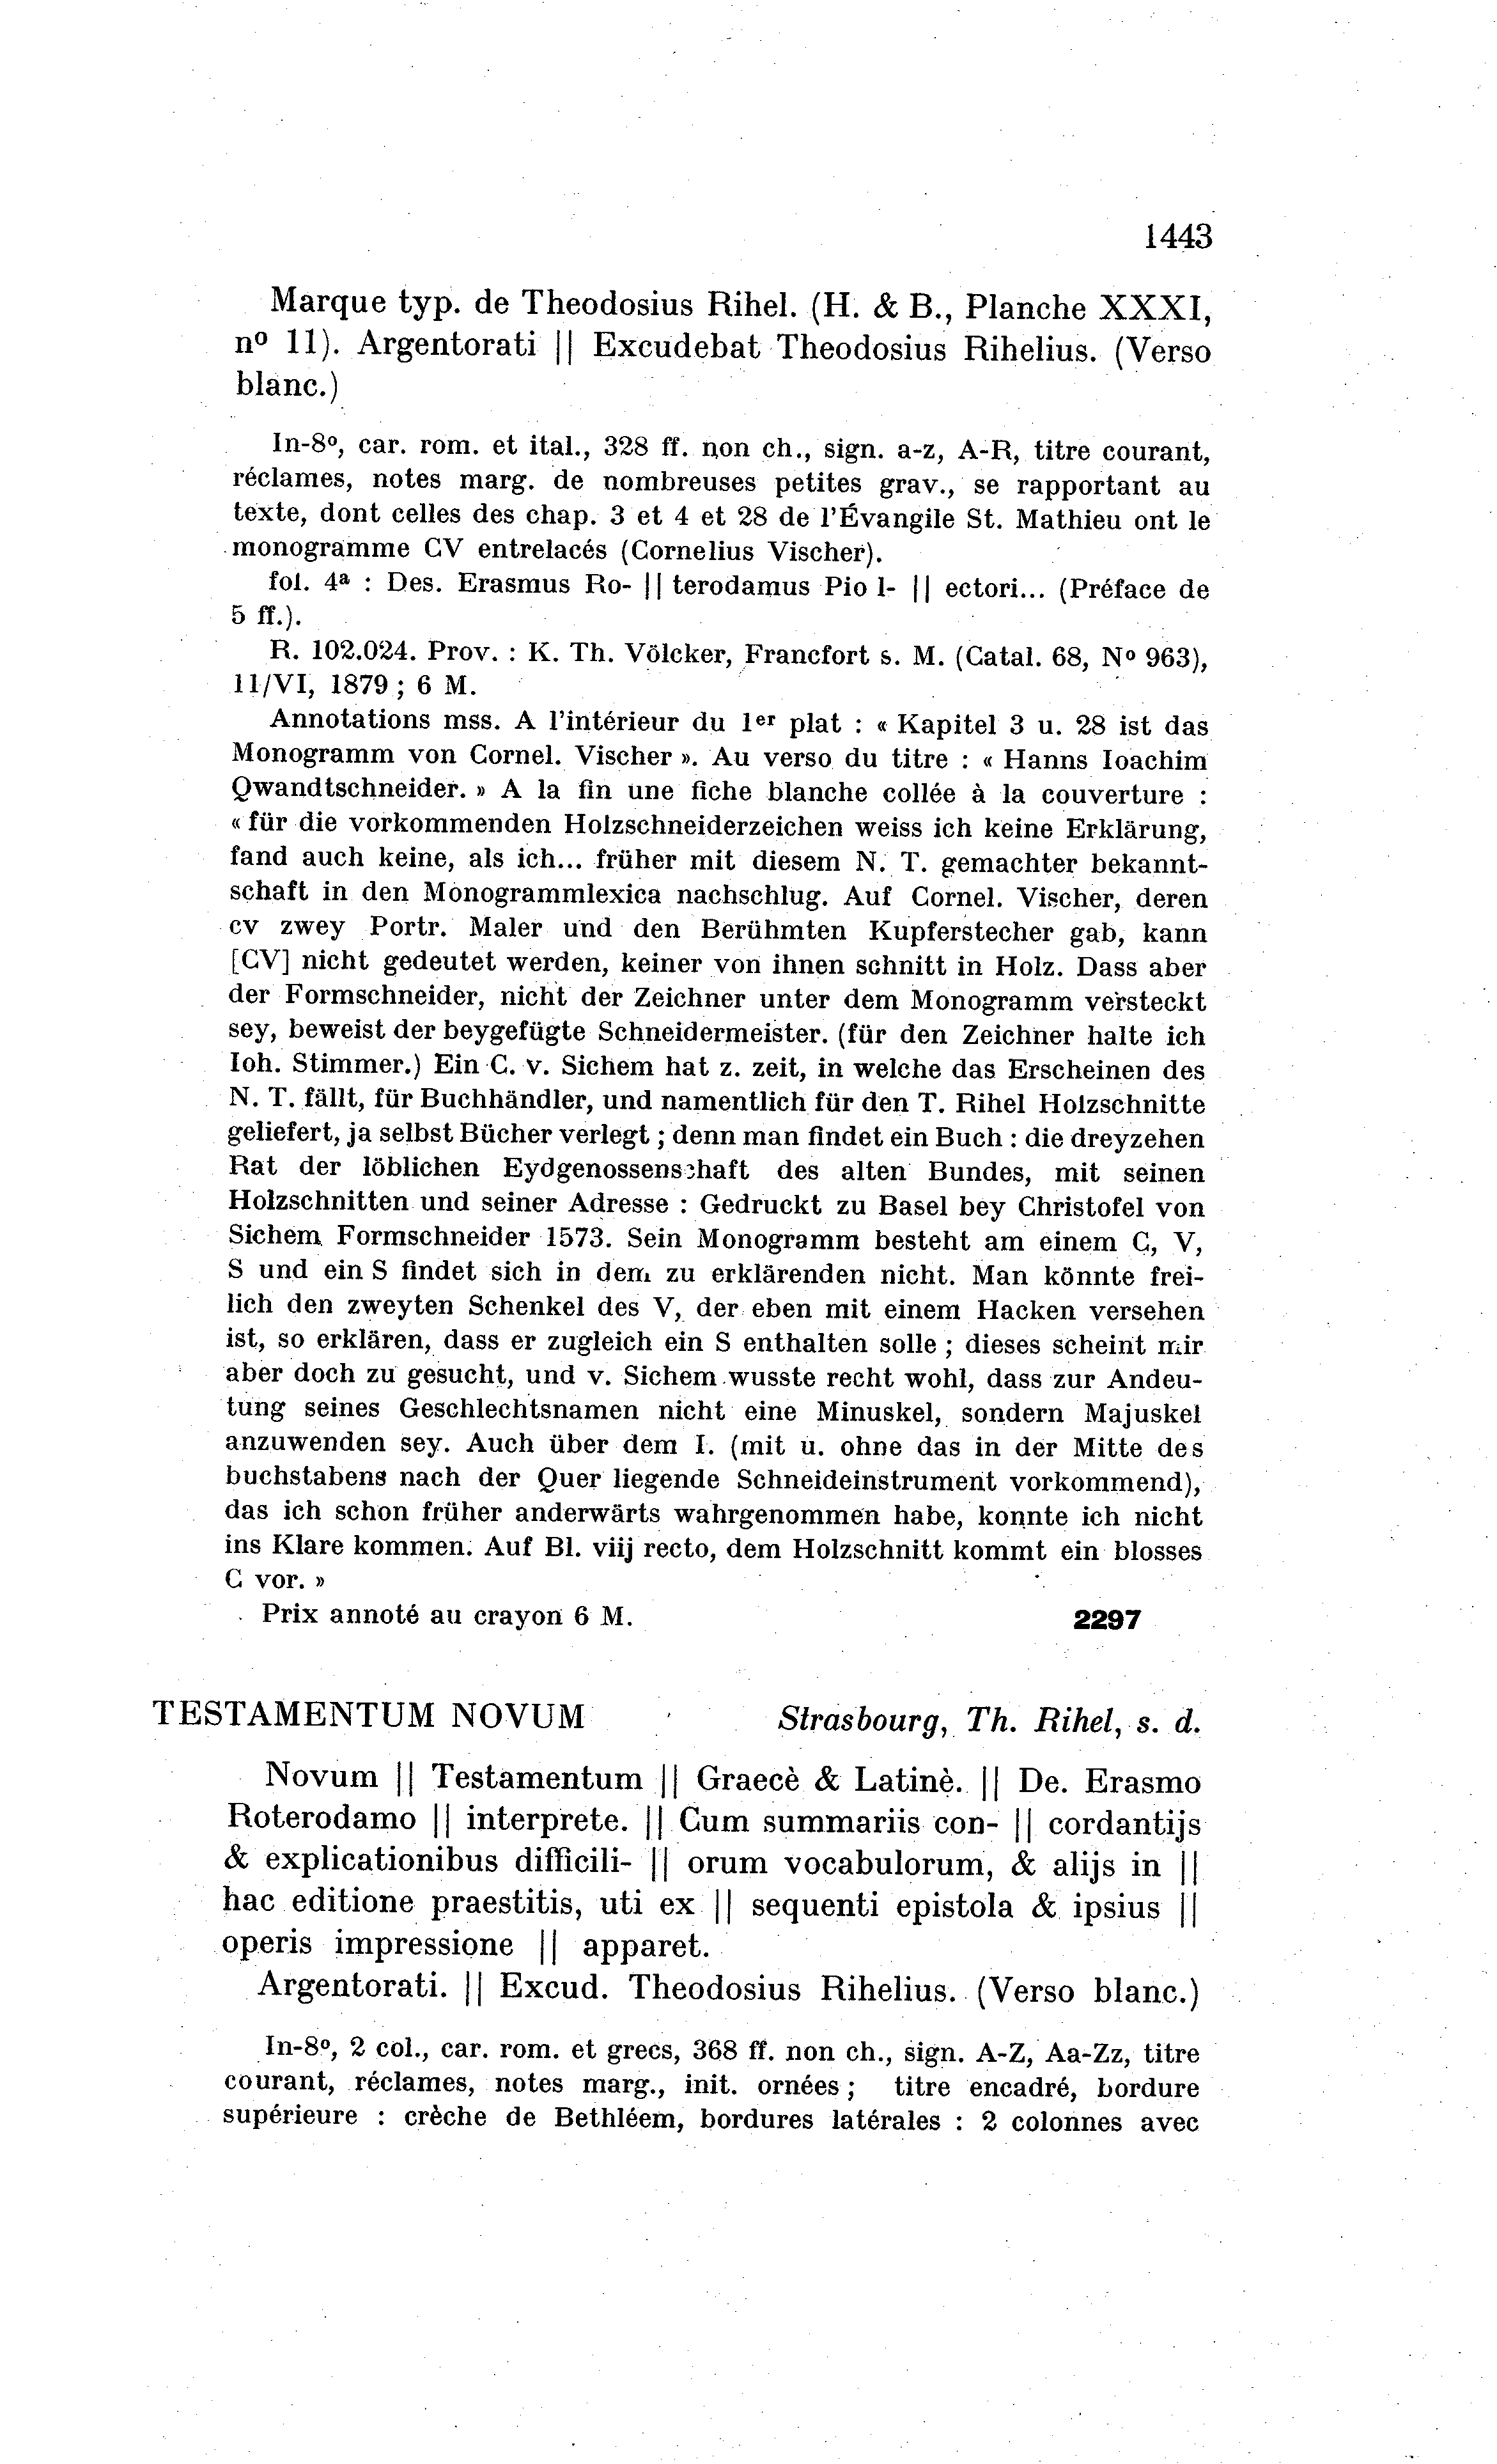 1443
Marque typ. de Theodosius Rihel. (H. & B., Planche XXXI,
nº 11). Argentorati || Excudebat Theodosius Rihelius. (Verso
blanc.)
In-8º, car. rom. et ital., 328 ff. non ch., sign. a-z, A-R, titre courant,
réclames, notes marg. de nombreuses petites grav., se rapportant au
texte, dont celles des chap. 3 et 4 et 28 de l'Évangile St. Mathieu ont le
monogramme CV entrelacés (Cornelius Vischer).
fol. 4ª : Des. Erasmus Ro- || terodamus Pio l- || ectori... (Préface de
5 ff.).
R. 102.024. Prov. : K. Th. Völcker, Francfort s. M. (Catal. 68, Nº 963),
11/VI, 1879 ; 6 M.
Annotations mss. A l'intérieur du 1er plat : « Kapitel 3 u. 28 ist das
Monogramm von Cornel. Vischer ». Au verso du titre : « Hanns Ioachim
Qwandtschneider. » A la fin une fiche blanche collée à la couverture :
« für die vorkommenden Holzschneiderzeichen weiss ich keine Erklärung,
fand auch keine, als ich... früher mit diesem N. T. gemachter bekannt-
schaft in den Monogrammlexica nachschlug. Auf Cornel. Vischer, deren
cv zwey Portr. Maler und den Berühmten Kupferstecher gab, kann
[CV] nicht gedeutet werden, keiner von ihnen schnitt in Holz. Dass aber
der Formschneider, nicht der Zeichner unter dem Monogramm versteckt
sey, beweist der beygefügte Schneidermeister. (für den Zeichner halte ich
Ioh. Stimmer.) Ein C. v. Sichem hat z. zeit, in welche das Erscheinen des
N. T. fällt, für Buchhändler, und namentlich für den T. Rihel Holzschnitte
geliefert, ja selbst Bücher verlegt ; denn man findet ein Buch : die dreyzehen
Rat der löblichen Eydgenossenschaft des alten Bundes, mit seinen
Holzschnitten und seiner Adresse : Gedruckt zu Basel bey Christofel von
Sichem Formschneider 1573. Sein Monogramm besteht am einem C, V,
S und ein S findet sich in dem zu erklärenden nicht. Man könnte frei-
lich den zweyten Schenkel des V, der eben mit einem Hacken versehen
ist, so erklären, dass er zugleich ein S enthalten solle ; dieses scheint mir
aber doch zu gesucht, und v. Sichem wusste recht wohl, dass zur Andeu-
tung seines Geschlechtsnamen nicht eine Minuskel, sondern Majuskel
anzuwenden sey. Auch über dem I. (mit u. ohne das in der Mitte des
buchstabens nach der Quer liegende Schneideinstrument vorkommend),
das ich schon früher anderwärts wahrgenommen habe, konnte ich nicht
ins Klare kommen. Auf Bl. viij recto, dem Holzschnitt kommt ein blosses
C vor. »
Prix annoté au crayon 6 M. 2297
TESTAMENTUM NOVUM Strasbourg, Th. Rihel, s. d.
Novum || Testamentum || Graecè & Latinè. || De. Erasmo
Roterodamo || interprete. || Cum summariis con- || cordantijs
& explicationibus difficili- || orum vocabulorum, & alijs in ||
hac editione praestitis, uti ex || sequenti epistola & ipsius ||
operis impressione || apparet.
Argentorati. || Excud. Theodosius Rihelius. (Verso blanc.)
In-8º, 2 col., car. rom. et grecs, 368 ff. non ch., sign. A-Z, Aa-Zz, titre
courant, réclames, notes marg., init. ornées ; titre encadré, bordure
supérieure : crèche de Bethléem, bordures latérales : 2 colonnes avec